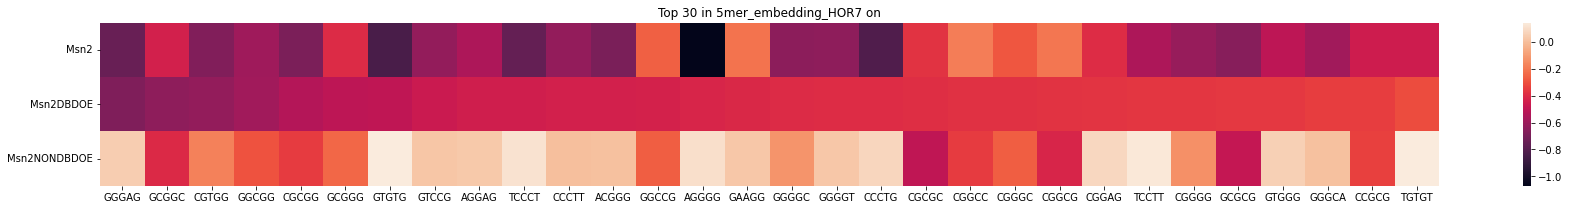 Top 30 in 5mer_embedding_HOR7 on
Msn2
Msn2DBDOE
Msn2NONDBDOE
GGGAG GCGGC CGTGG GGCGG CGCGG GCGGG GTGTG GTCCG AGGAG TCCCT CCCTT ACGGG GGCCG AGGGG GAAGG GGGGC GGGGT CCCTG CGCGC CGGCC CGGGC CGGCG CGGAG TCCTT CGGGG GCGCG GTGGG GGGCA CCGCG TGTGT
0.0
−0.2
−0.4
−0.6
−0.8
−1.0